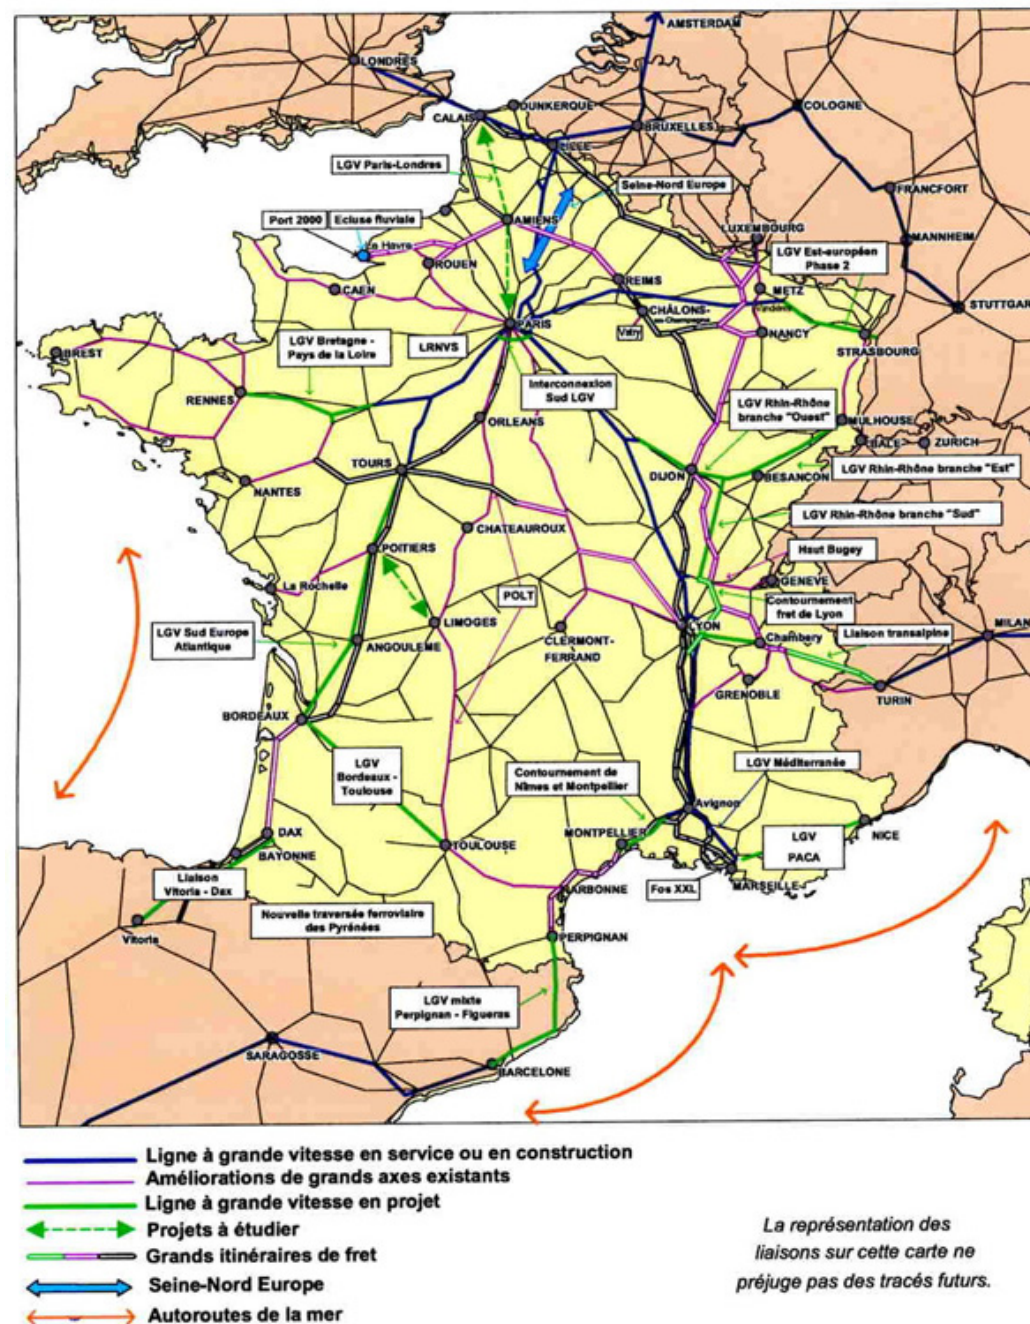 AMSTERDAM
LONDRES
DUNKERQUE
CALAIS
COLOGNE
BRUXELLES
LILLE
LGV Paris-Londres
Seine-Nord Europe
FRANCFORT
Port 2000
Ecluse fluviale
AMIENS
LUXEMBOURG
MANNHEIM
Le Havre
LGV Est-européen
Phase 2
ROUEN
REIMS
CAEN
METZ
STUTTGART
CHÂLONS-
en-Champagne
Vandières
PARIS
Vatry
NANCY
LGV Bretagne -
Pays de la Loire
LRNVS
STRASBOURG
BREST
Interconnexion
Sud LGV
RENNES
LGV Rhin-Rhône
branche "Ouest"
ORLEANS
MULHOUSE
BALE
ZURICH
TOURS
DIJON
BESANCON
LGV Rhin-Rhône branche "Est"
NANTES
LGV Rhin-Rhône branche "Sud"
CHATEAUROUX
POITIERS
Haut Bugey
GENEVE
La Rochelle
POLT
Contournement
fret de Lyon
LIMOGES
LYON
MILAN
LGV Sud Europe
Atlantique
ANGOULEME
CLERMONT-
FERRAND
Chambery
Liaison transalpine
GRENOBLE
TURIN
BORDEAUX
LGV
Bordeaux -
Toulouse
Contournement de
Nîmes et Montpellier
LGV Méditerranée
Avignon
DAX
MONTPELLIER
NICE
BAYONNE
TOULOUSE
LGV
PACA
Liaison
Vitoria - Dax
NARBONNE
Fos XXL
MARSEILLE
Nouvelle traversée ferroviaire
des Pyrénées
Vitoria
PERPIGNAN
LGV mixte
Perpignan - Figueras
SARAGOSSE
BARCELONE
Ligne à grande vitesse en service ou en construction
Améliorations de grands axes existants
Ligne à grande vitesse en projet
Projets à étudier
Grands itinéraires de fret
Seine-Nord Europe
Autoroutes de la mer
La représentation des
liaisons sur cette carte ne
préjuge pas des tracés futurs.